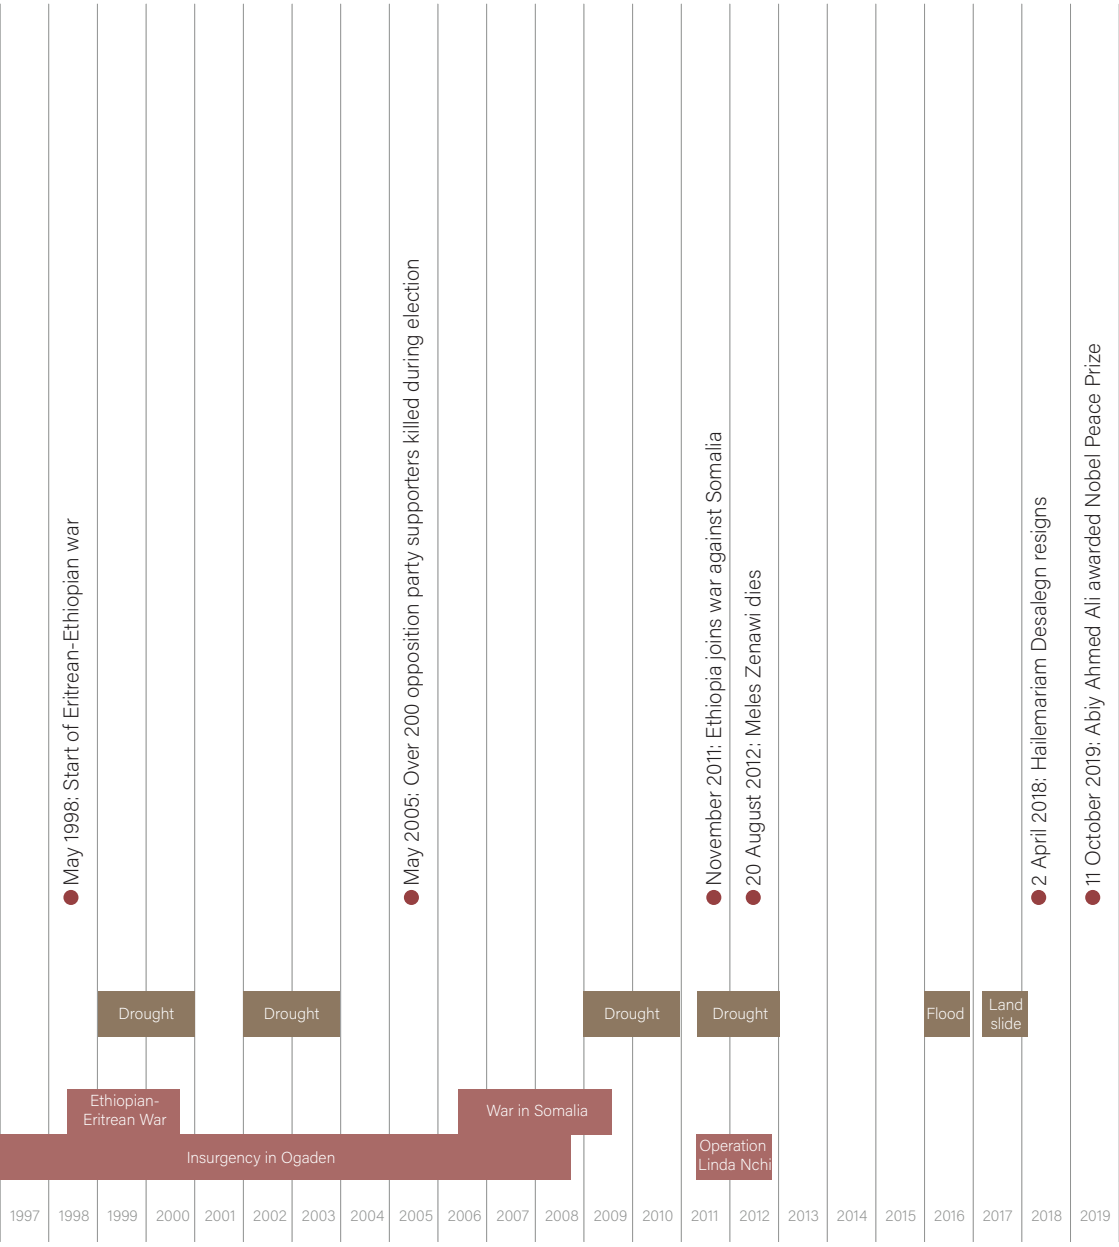 May 1998: Start of Eritrean-Ethiopian war
May 2005: Over 200 opposition party supporters killed during election
November 2011: Ethiopia joins war against Somalia
20 August 2012: Meles Zenawi dies
2 April 2018: Hailemariam Desalegn resigns
11 October 2019: Abiy Ahmed Ali awarded Nobel Peace Prize
Drought
Drought
Drought
Drought
Flood
Land
slide
Ethiopian-
Eritrean War
War in Somalia
Insurgency in Ogaden
Operation
Linda Nchi
1997 1998 1999 2000 2001 2002 2003 2004 2005 2006 2007 2008 2009 2010 2011 2012 2013 2014 2015 2016 2017 2018 2019